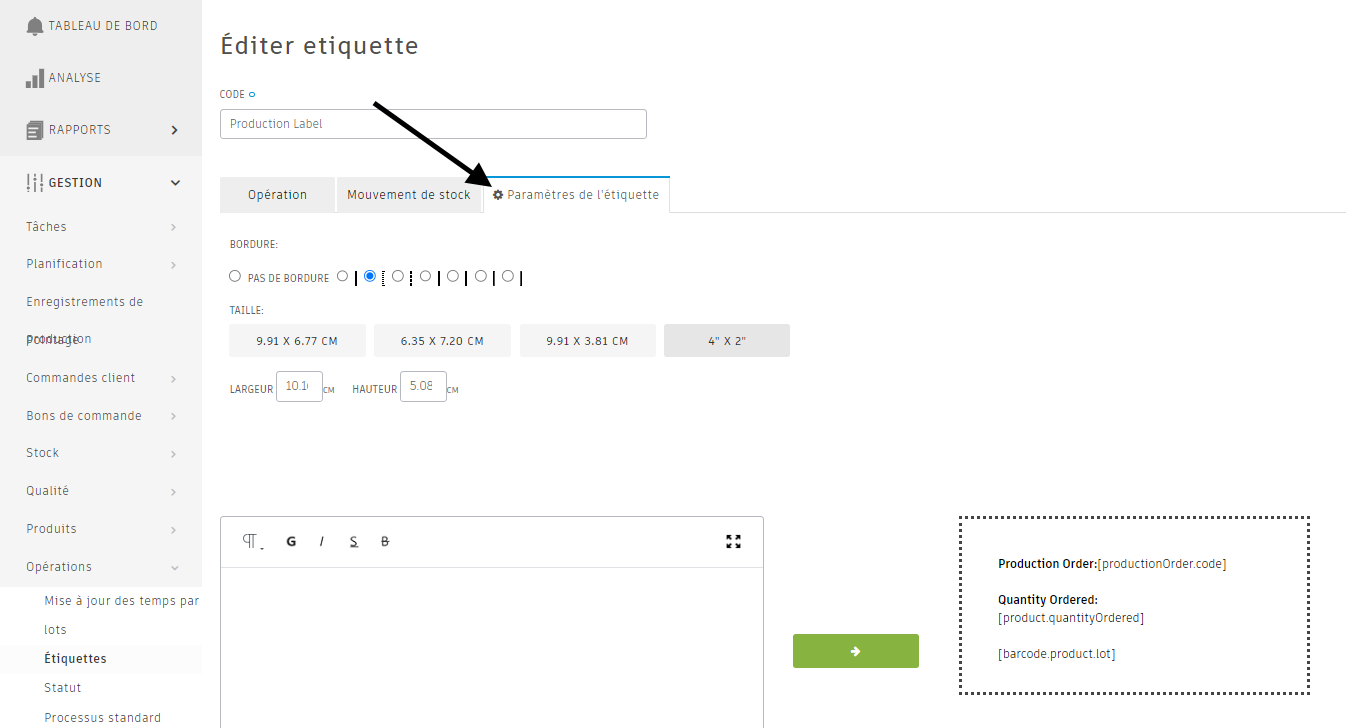 TABLEAU DE BORD
ANALYSE
RAPPORTS
GESTION
Tâches
Planification
Enregistrements de
production
Pointage
Commandes client
Bons de commande
Stock
Qualité
Produits
Opérations
Mise à jour des temps par
lots
Étiquettes
Statut
Processus standard
Éditer etiquette
CODE
Production Label
Opération Mouvement de stock Paramètres de l'étiquette
BORDURE:
PAS DE BORDURE
TAILLE:
9.91 X 6.77 CM 6.35 X 7.20 CM 9.91 X 3.81 CM 4" X 2"
LARGEUR 10.16 CM HAUTEUR 5.08 CM
G I S B
Production Order:[productionOrder.code]
Quantity Ordered:
[product.quantityOrdered]
[barcode.product.lot]